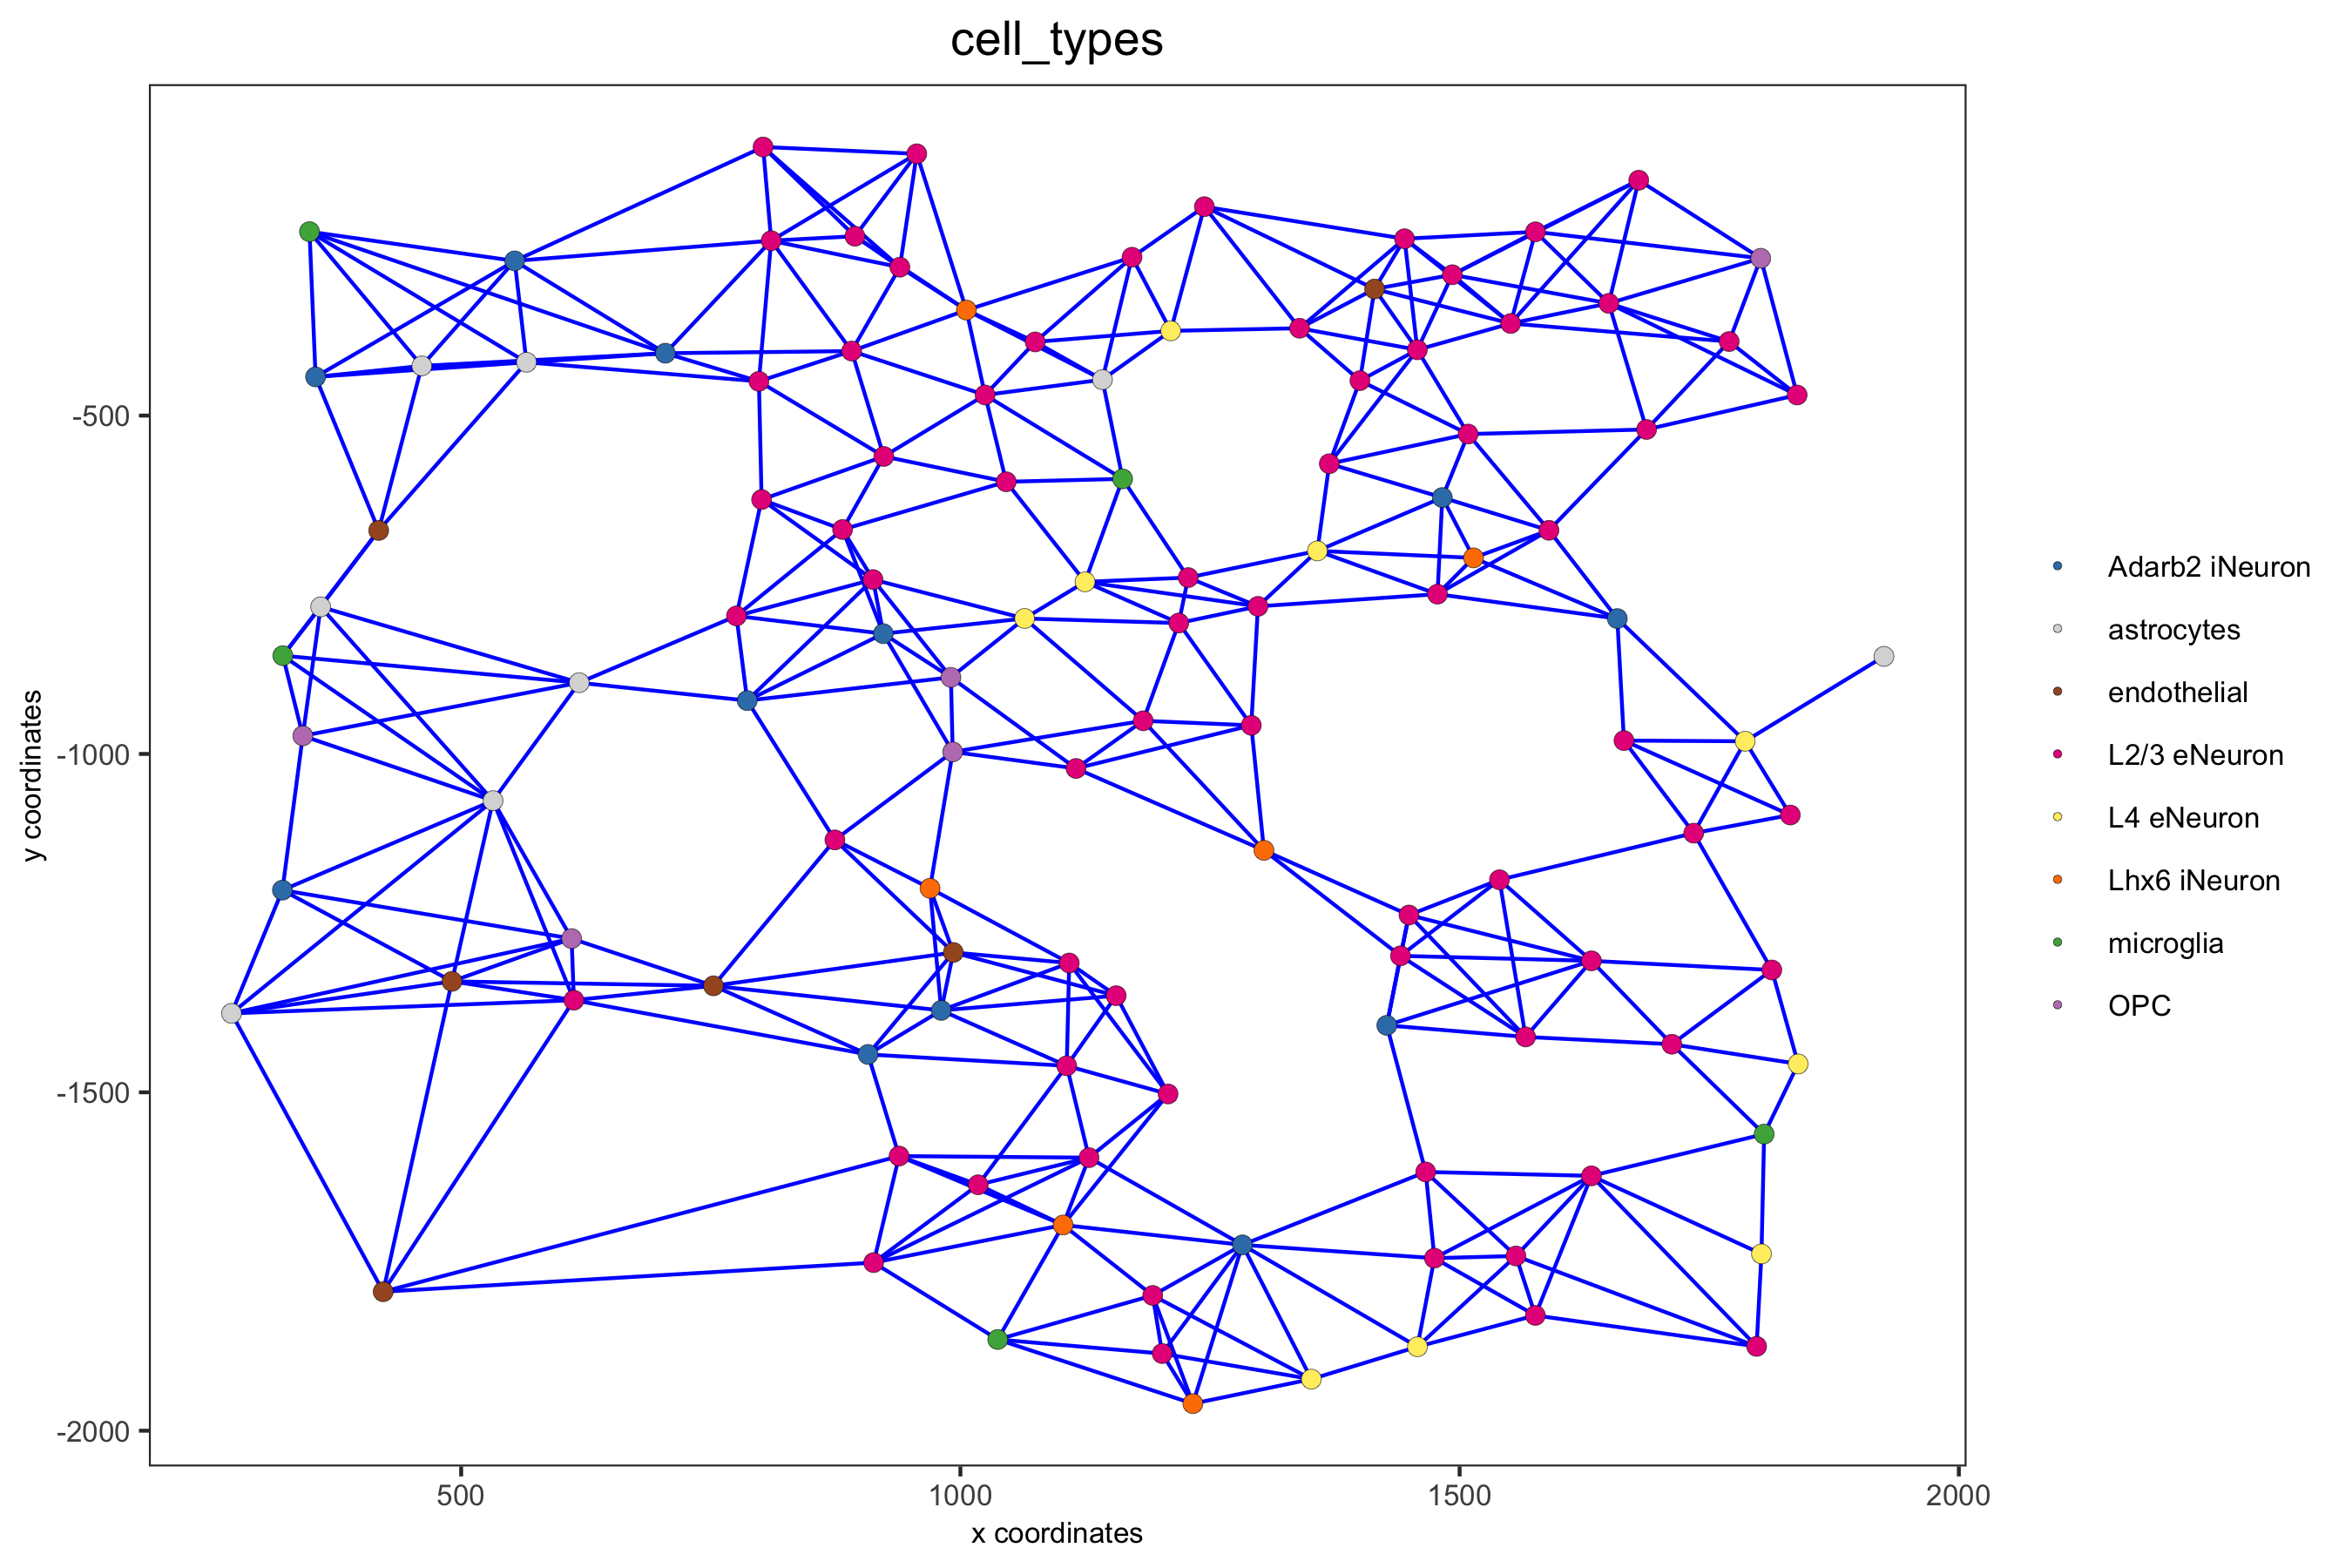 cell_types
-500
-1000
-1500
-2000
y coordinates
500
1000
1500
2000
x coordinates
Adarb2 iNeuron
astrocytes
endothelial
L2/3 eNeuron
L4 eNeuron
Lhx6 iNeuron
microglia
OPC